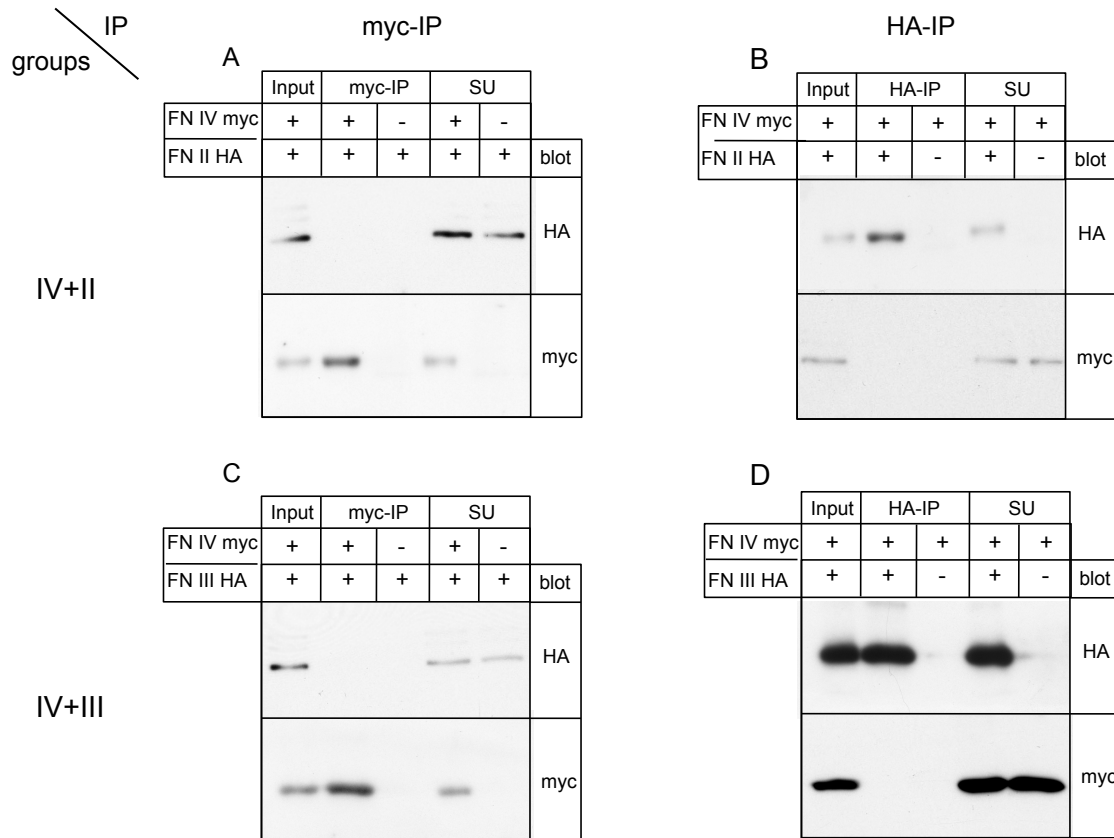 IP
groups
myc-IP
HA-IP
A
Input myc-IP SU
FN IV myc + + - + -
FN II HA + + + + + blot
HA
myc
B
Input HA-IP SU
FN IV myc + + + + +
FN II HA + + - + - blot
HA
myc
IV+II
C
Input myc-IP SU
FN IV myc + + - + -
FN III HA + + + + + blot
HA
myc
D
Input HA-IP SU
FN IV myc + + + + +
FN III HA + + - + - blot
HA
myc
IV+III